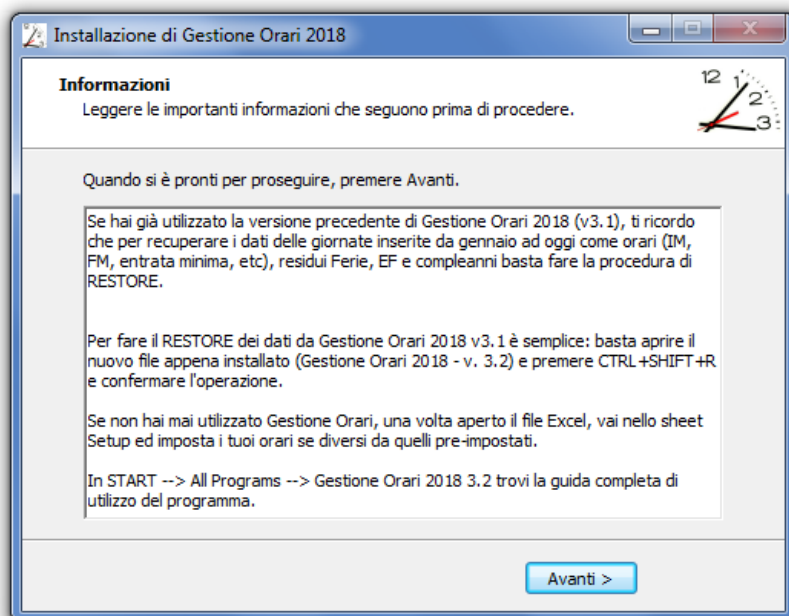 Installazione di Gestione Orari 2018
Informazioni
Leggere le importanti informazioni che seguono prima di procedere.
12
1
2
3
Quando si è pronti per proseguire, premere Avanti.
Se hai già utilizzato la versione precedente di Gestione Orari 2018 (v3.1), ti ricordo
che per recuperare i dati delle giornate inserite da gennaio ad oggi come orari (IM,
FM, entrata minima, etc), residui Ferie, EF e compleanni basta fare la procedura di
RESTORE.
Per fare il RESTORE dei dati da Gestione Orari 2018 v3.1 è semplice: basta aprire il
nuovo file appena installato (Gestione Orari 2018 - v. 3.2) e premere CTRL+SHIFT+R
e confermare l'operazione.
Se non hai mai utilizzato Gestione Orari, una volta aperto il file Excel, vai nello sheet
Setup ed imposta i tuoi orari se diversi da quelli pre-impostati.
In START --> All Programs --> Gestione Orari 2018 3.2 trovi la guida completa di
utilizzo del programma.
Avanti >